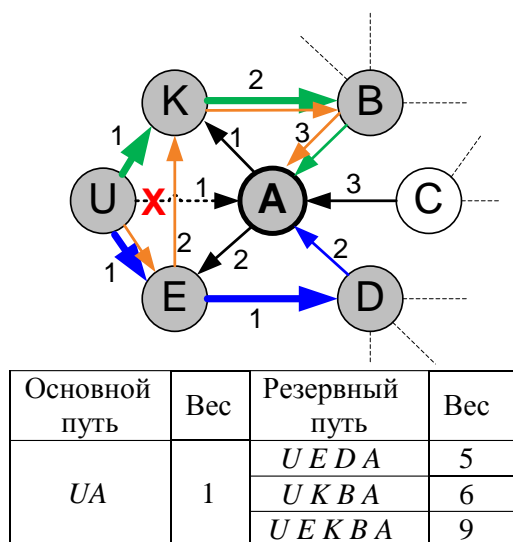 K
2
B
1
1
3
U
X
1
A
3
C
2
2
2
1
E
1
D
Основной путь
Вес
Резервный путь
Вес
UA
1
U E D A
5
U K B A
6
U E K B A
9